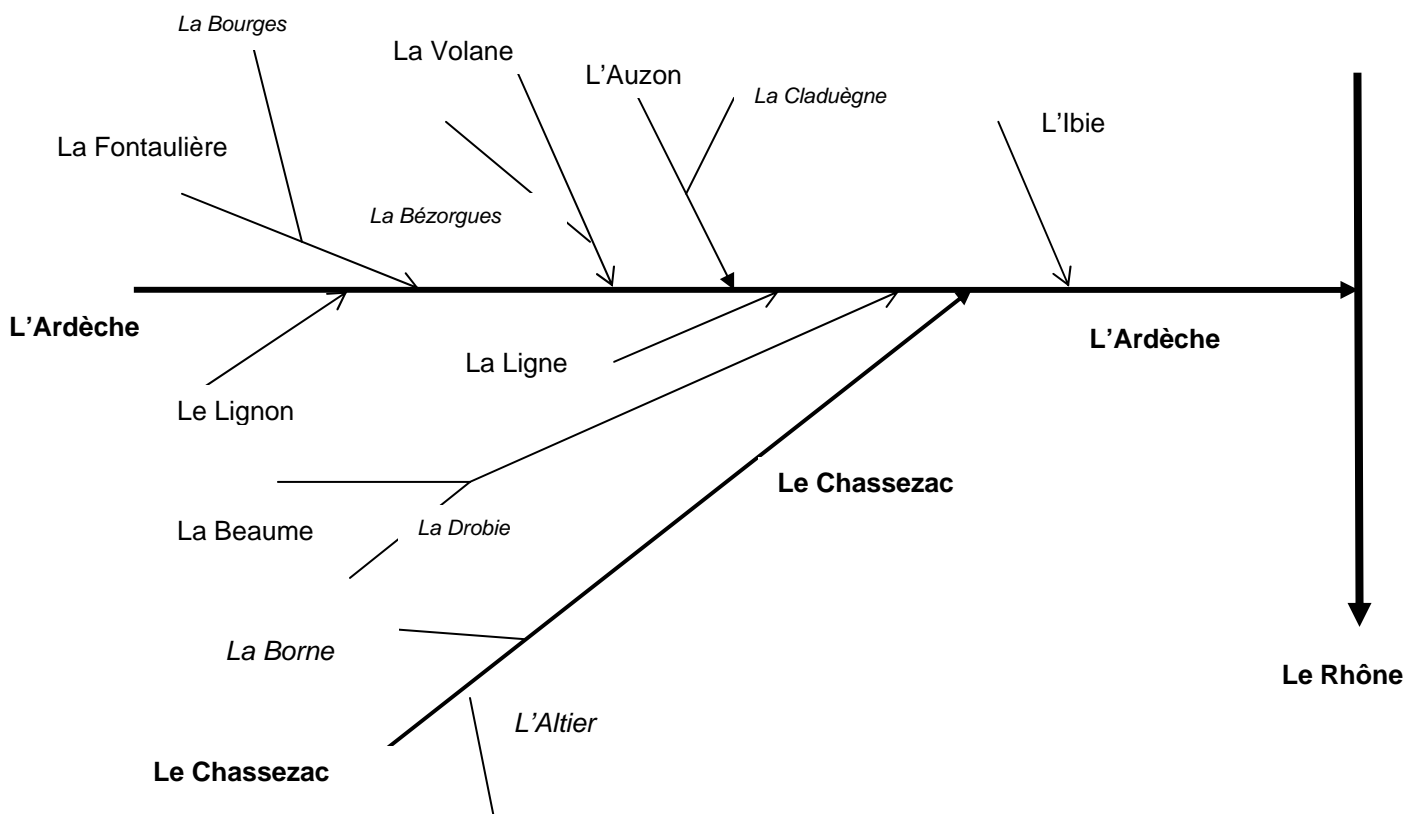 La Bourges
La Volane
L’Auzon
La Claduègne
L’Ibie
La Fontaulière
La Bézorgues
L’Ardèche
L’Ardèche
La Ligne
Le Lignon
Le Chassezac
La Beaume
La Drobie
La Borne
Le Rhône
L’Altier
Le Chassezac